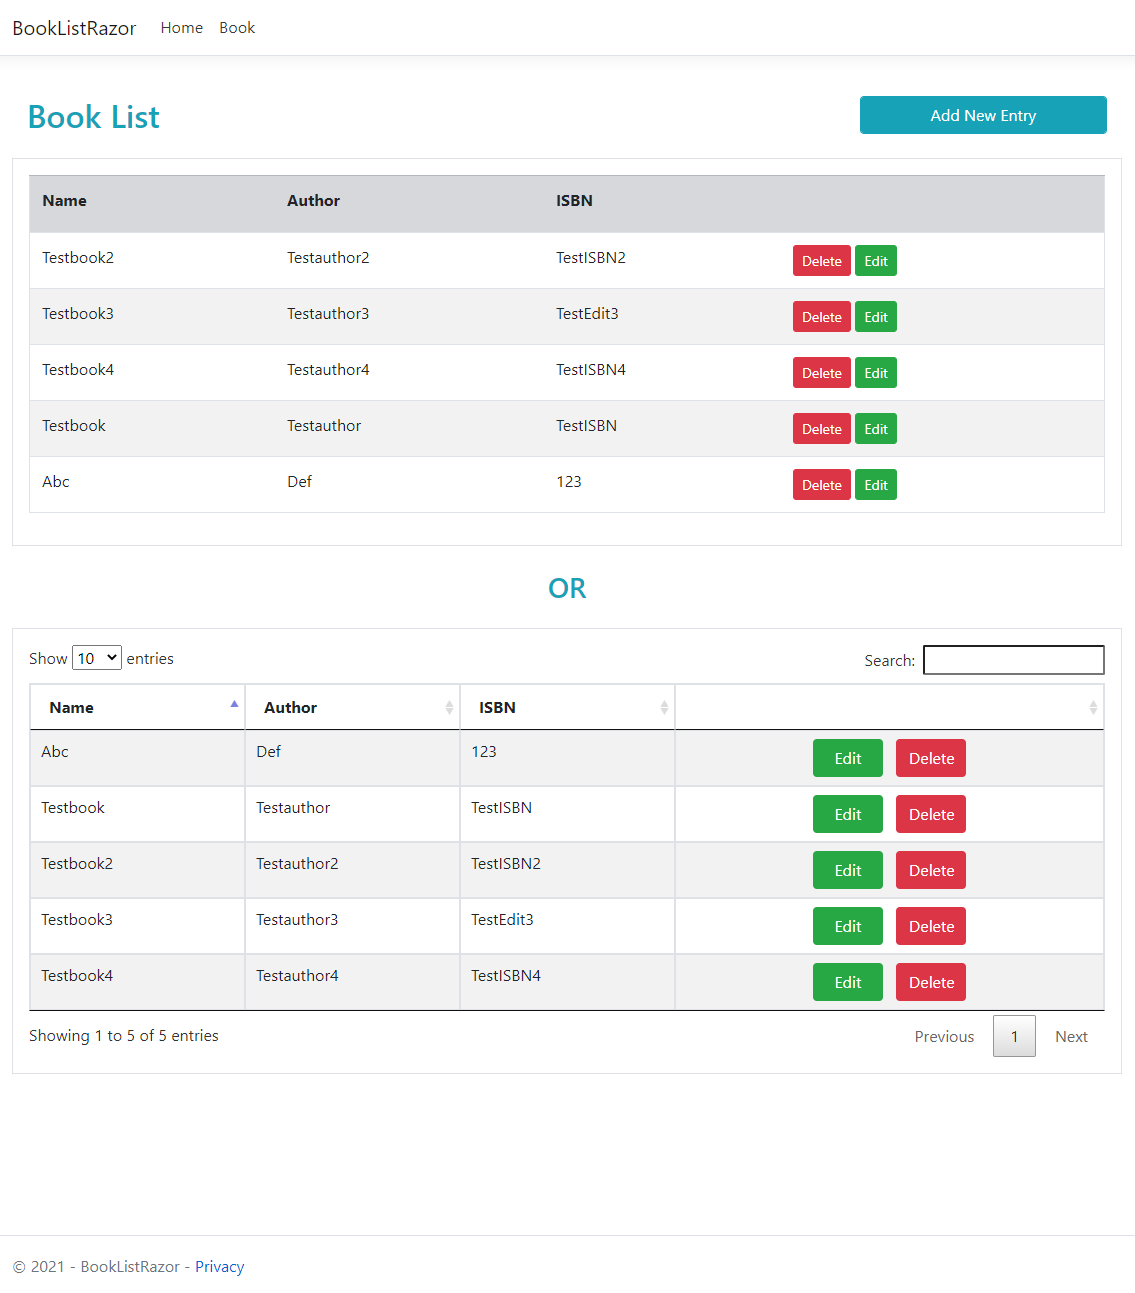 BookListRazor Home Book
Book List Add New Entry
Name Author ISBN
Testbook2 Testauthor2 TestISBN2 Delete Edit
Testbook3 Testauthor3 TestEdit3 Delete Edit
Testbook4 Testauthor4 TestISBN4 Delete Edit
Testbook Testauthor TestISBN Delete Edit
Abc Def 123 Delete Edit
OR
Show 10 entries Search:
Name Author ISBN
Abc Def 123 Edit Delete
Testbook Testauthor TestISBN Edit Delete
Testbook2 Testauthor2 TestISBN2 Edit Delete
Testbook3 Testauthor3 TestEdit3 Edit Delete
Testbook4 Testauthor4 TestISBN4 Edit Delete
Showing 1 to 5 of 5 entries Previous 1 Next
© 2021 - BookListRazor - Privacy